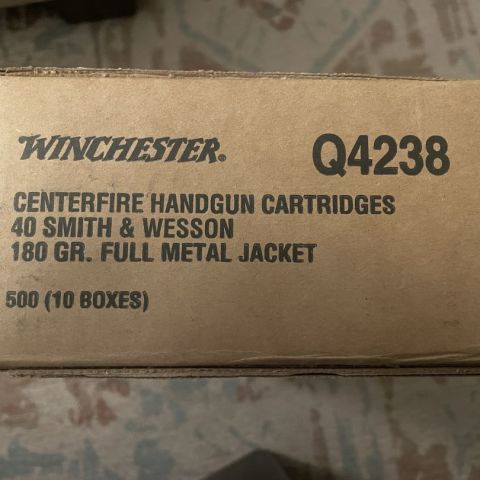 WINCHESTER® Q4238
CENTERFIRE HANDGUN CARTRIDGES
40 SMITH & WESSON
180 GR. FULL METAL JACKET
500 (10 BOXES)